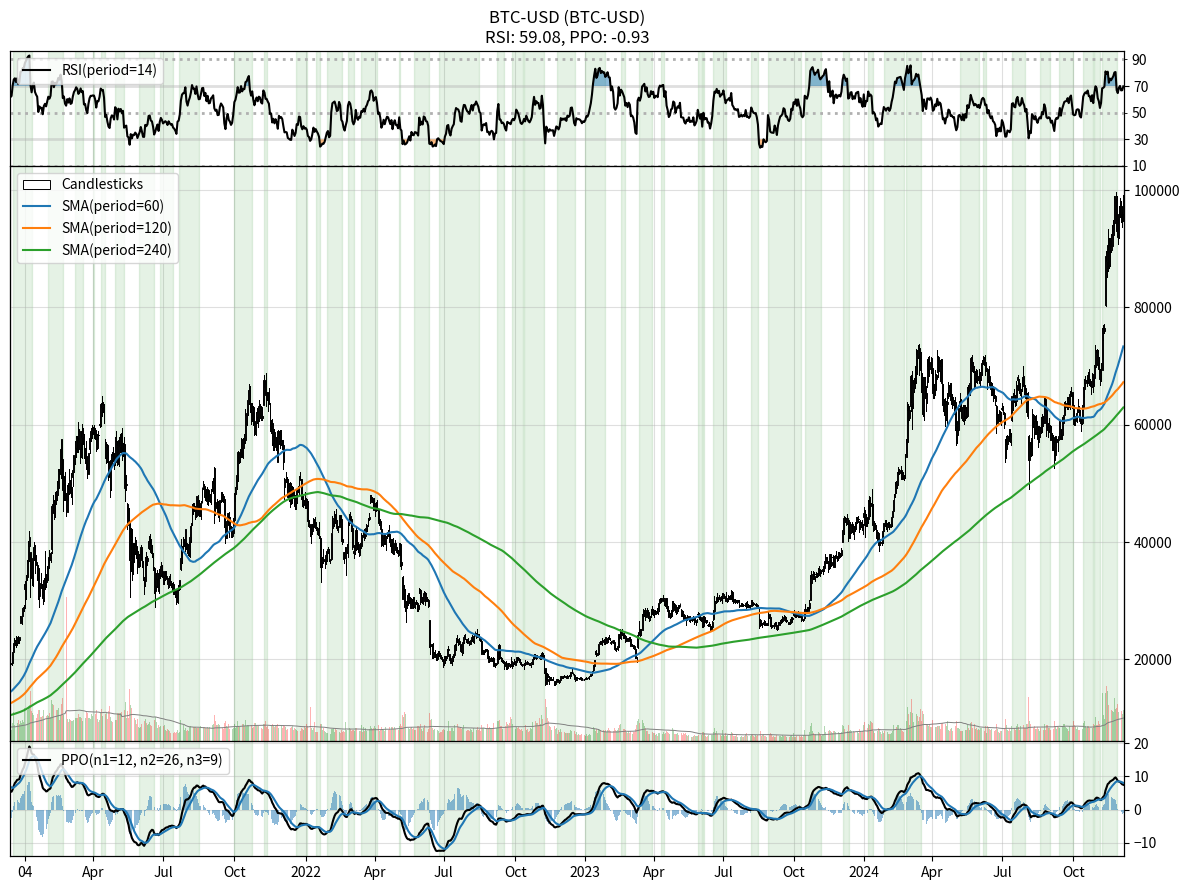 BTC-USD (BTC-USD)
RSI: 59.08, PPO: -0.93
RSI(period=14)
90
70
50
30
10
Candlesticks
SMA(period=60)
SMA(period=120)
SMA(period=240)
100000
80000
60000
40000
20000
PPO(n1=12, n2=26, n3=9)
20
10
0
−10
04 Apr Jul Oct 2022 Apr Jul Oct 2023 Apr Jul Oct 2024 Apr Jul Oct